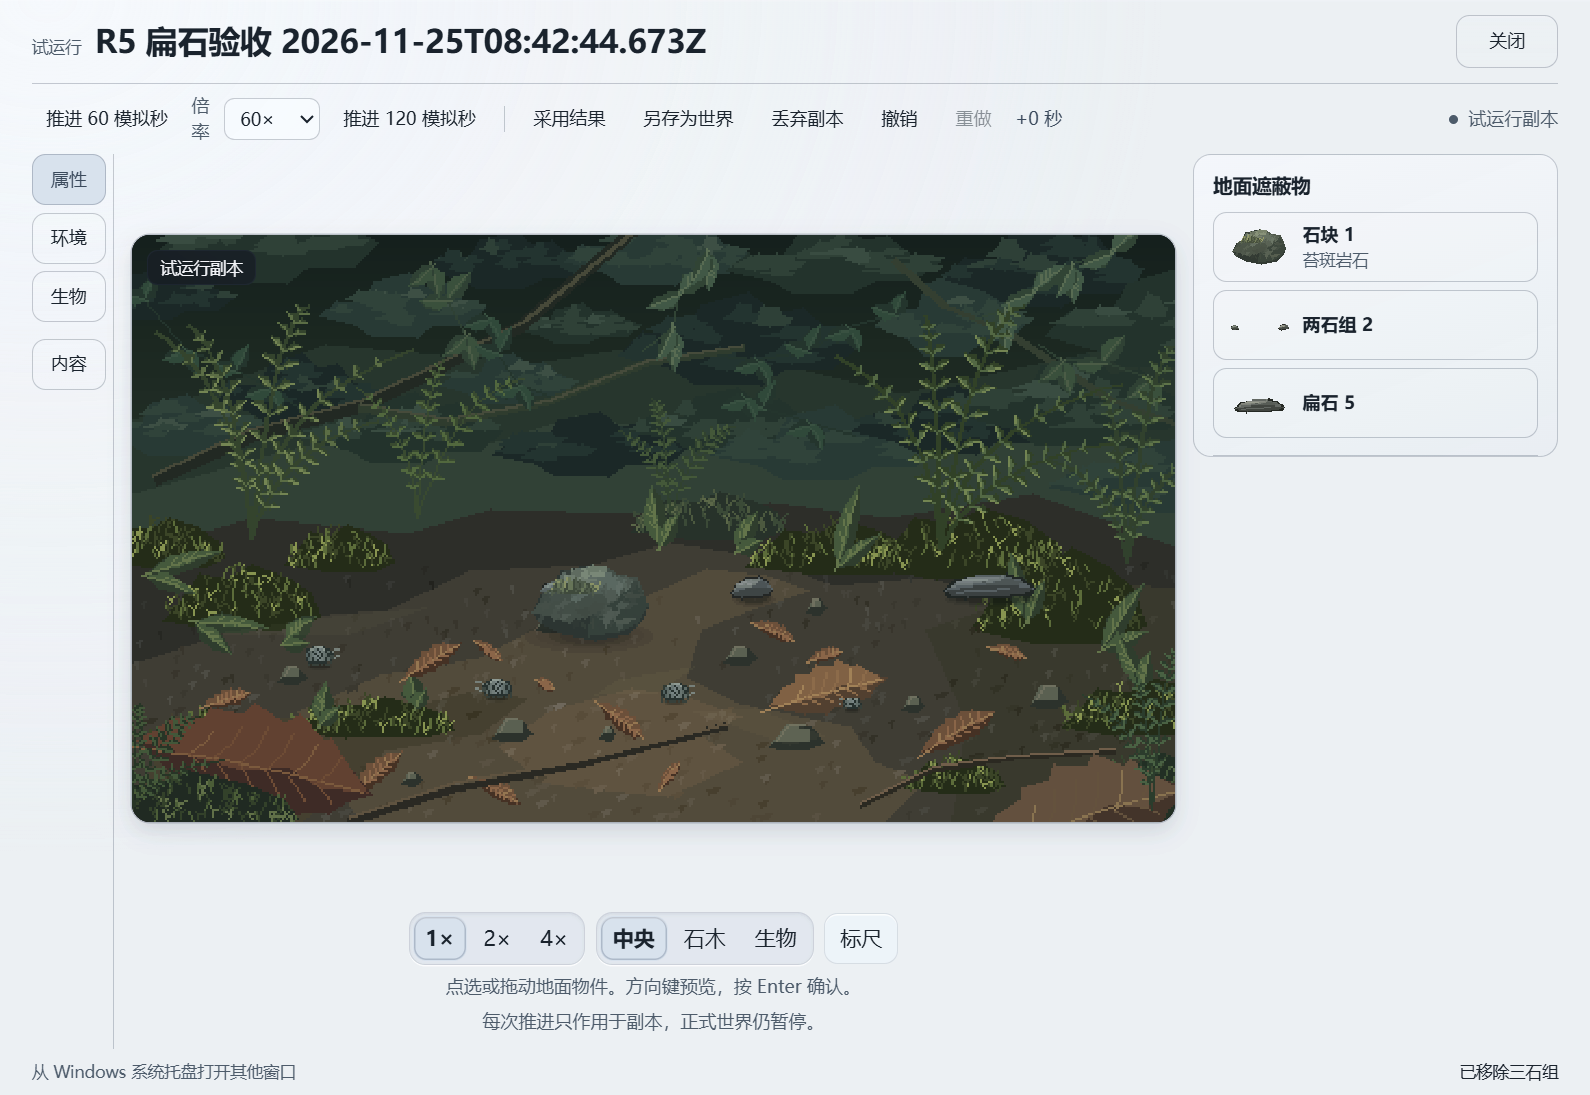 试运行 R5 扁石验收 2026-11-25T08:42:44.673Z
关闭
推进 60 模拟秒
倍率
60×
推进 120 模拟秒
采用结果
另存为世界
丢弃副本
撤销
重做
+0 秒
试运行副本
属性
环境
生物
内容
试运行副本
地面遮蔽物
石块 1
苔斑岩石
两石组 2
扁石 5
1×
2×
4×
中央
石木
生物
标尺
点选或拖动地面物件。方向键预览，按 Enter 确认。
每次推进只作用于副本，正式世界仍暂停。
从 Windows 系统托盘打开其他窗口
已移除三石组